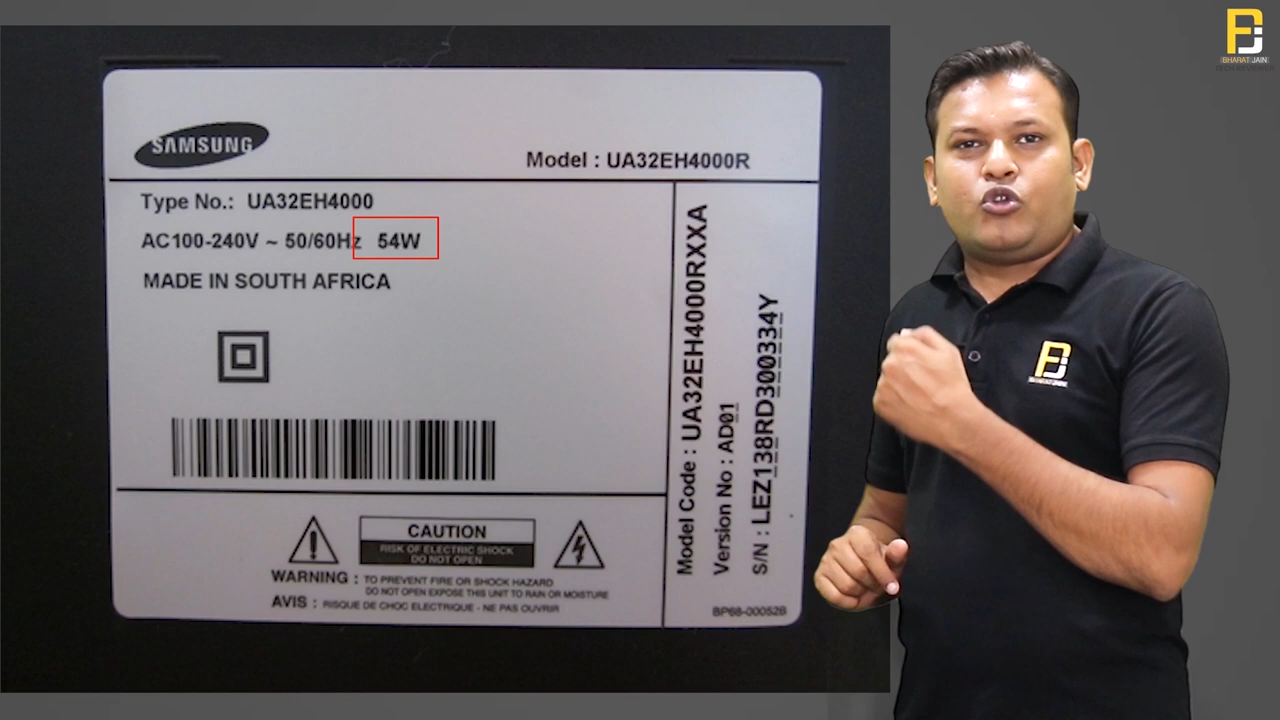 SAMSUNG
Model : UA32EH4000R
Type No.: UA32EH4000
AC100-240V ~ 50/60Hz 54W
MADE IN SOUTH AFRICA
CAUTION
RISK OF ELECTRIC SHOCK
DO NOT OPEN
WARNING : TO PREVENT FIRE OR SHOCK HAZARD
DO NOT OPEN EXPOSE THIS UNIT TO RAIN OR MOISTURE
AVIS : RISQUE DE CHOC ELECTRIQUE - NE PAS OUVRIR
Model Code : UA32EH4000RXXA
Version No : AD01
S/N : LEZ138RD300334Y
BP68-00052B
BHARAT JAIN
BHARAT JAIN